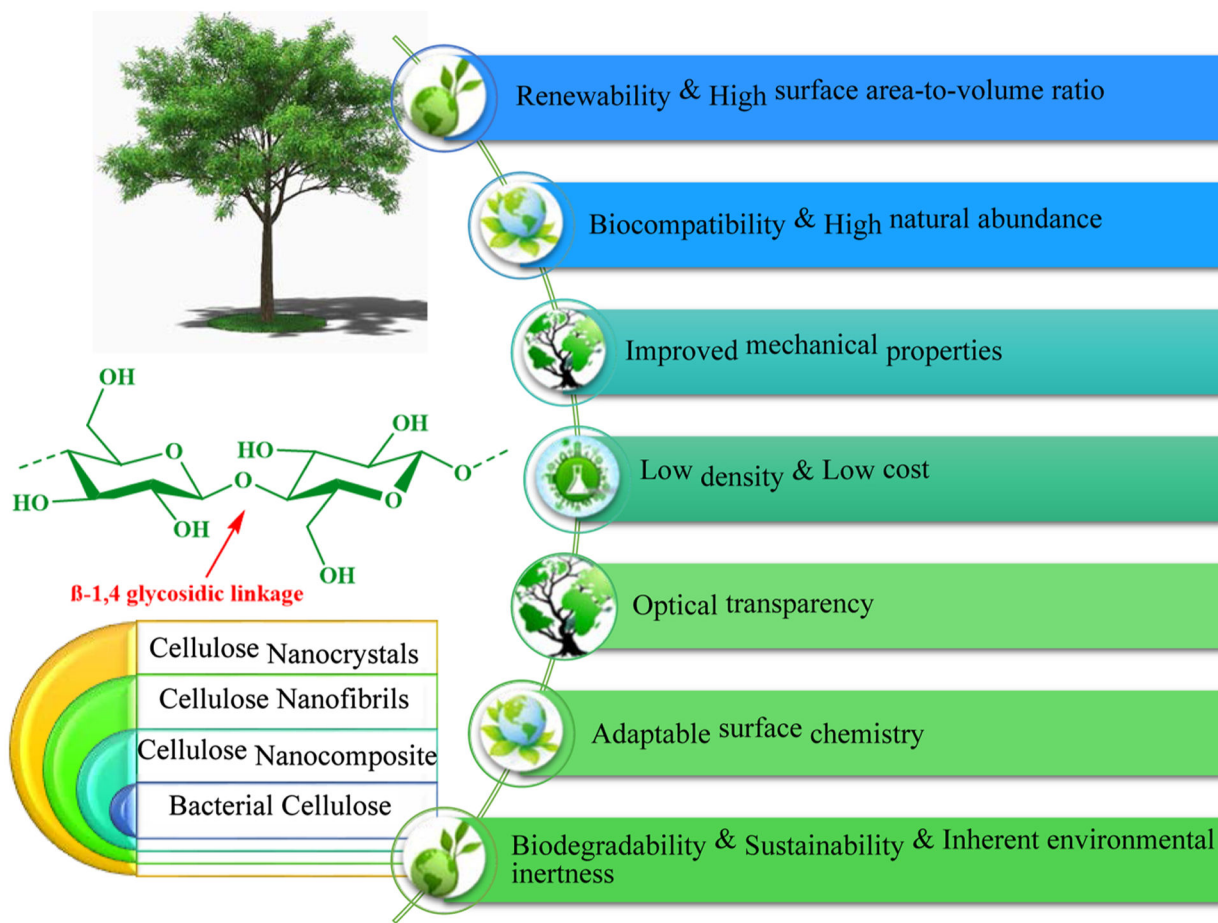 Renewability & High surface area-to-volume ratio
Biocompatibility & High natural abundance
Improved mechanical properties
Low density & Low cost
Optical transparency
Adaptable surface chemistry
Biodegradability & Sustainability & Inherent environmental
inertness
OH
O
HO
OH
O
HO
OH
O
O
OH
ß-1,4 glycosidic linkage
Cellulose Nanocrystals
Cellulose Nanofibrils
Cellulose Nanocomposite
Bacterial Cellulose